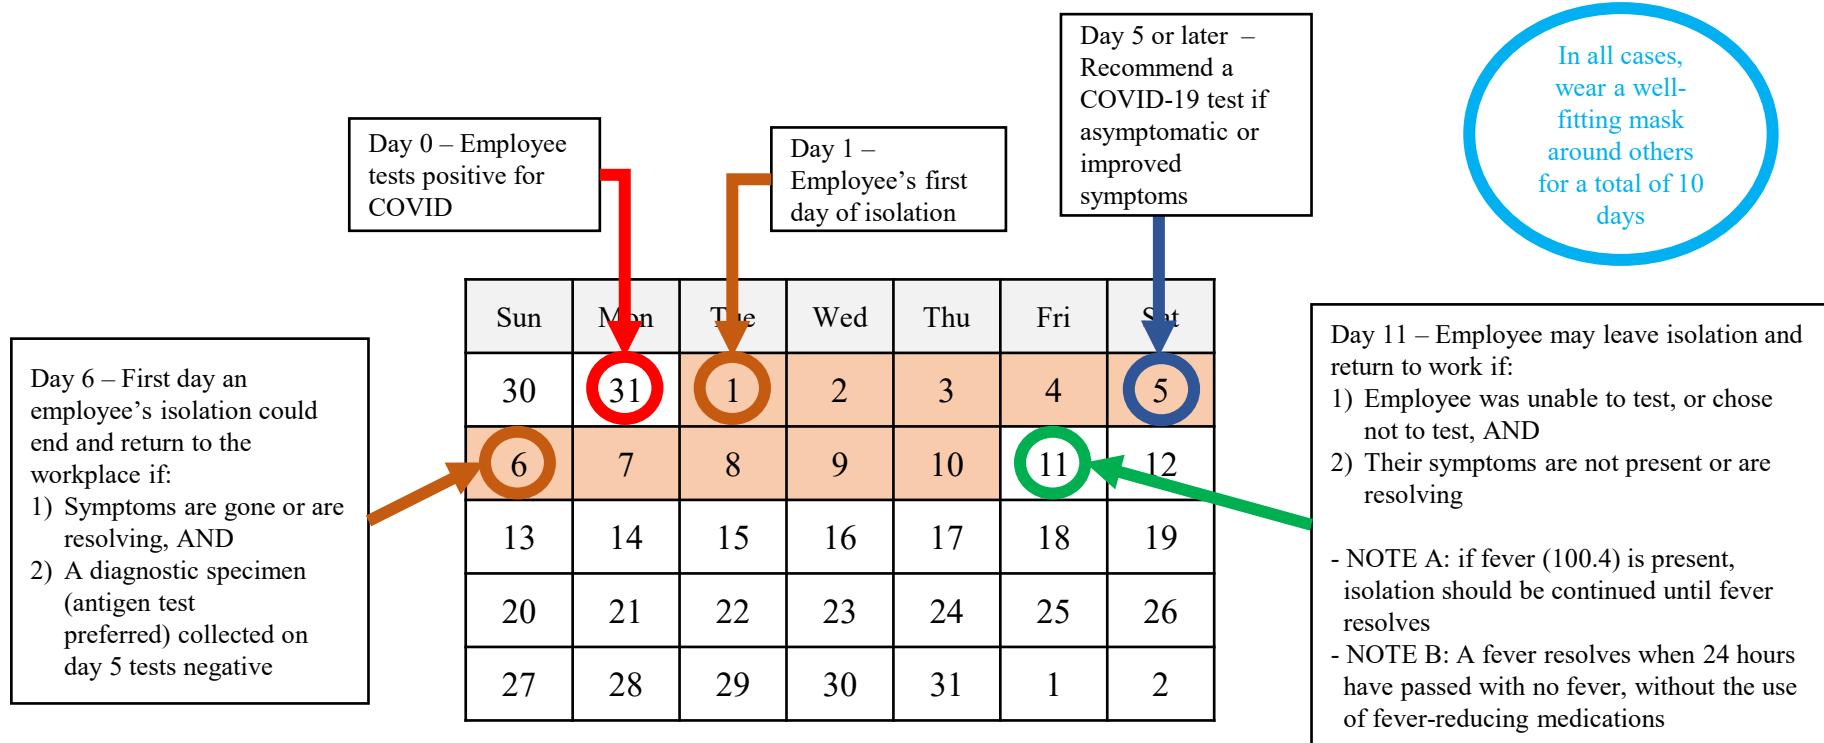 Day 0 – Employee
tests positive for
COVID
Day 1 –
Employee’s first
day of isolation
Day 5 or later –
Recommend a
COVID-19 test if
asymptomatic or
improved
symptoms
In all cases,
wear a well-
fitting mask
around others
for a total of 10
days
Day 6 – First day an
employee’s isolation could
end and return to the
workplace if:
1) Symptoms are gone or are
resolving, AND
2) A diagnostic specimen
(antigen test
preferred) collected on
day 5 tests negative
Sun Mon Tue Wed Thu Fri Sat
30 31 1 2 3 4 5
6 7 8 9 10 11 12
13 14 15 16 17 18 19
20 21 22 23 24 25 26
27 28 29 30 31 1 2
Day 11 – Employee may leave isolation and
return to work if:
1) Employee was unable to test, or chose
not to test, AND
2) Their symptoms are not present or are
resolving
- NOTE A: if fever (100.4) is present,
isolation should be continued until fever
resolves
- NOTE B: A fever resolves when 24 hours
have passed with no fever, without the use
of fever-reducing medications